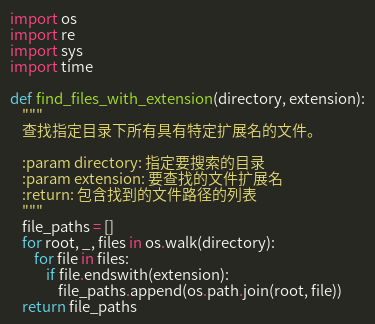 import os
import re
import sys
import time

def find_files_with_extension(directory, extension):
    """
    查找指定目录下所有具有特定扩展名的文件。

    :param directory: 指定要搜索的目录
    :param extension: 要查找的文件扩展名
    :return: 包含找到的文件路径的列表
    """
    file_paths = []
    for root, _, files in os.walk(directory):
        for file in files:
            if file.endswith(extension):
                file_paths.append(os.path.join(root, file))
    return file_paths